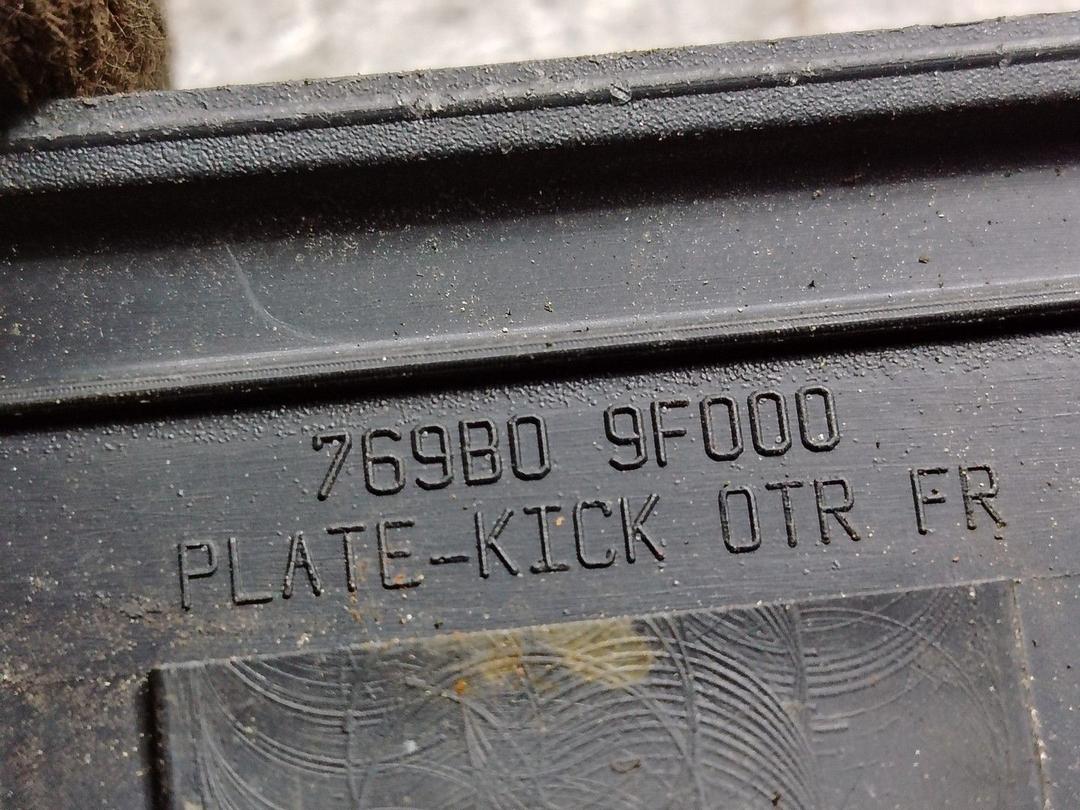 769B0 9F000
PLATE-KICK OTR FR